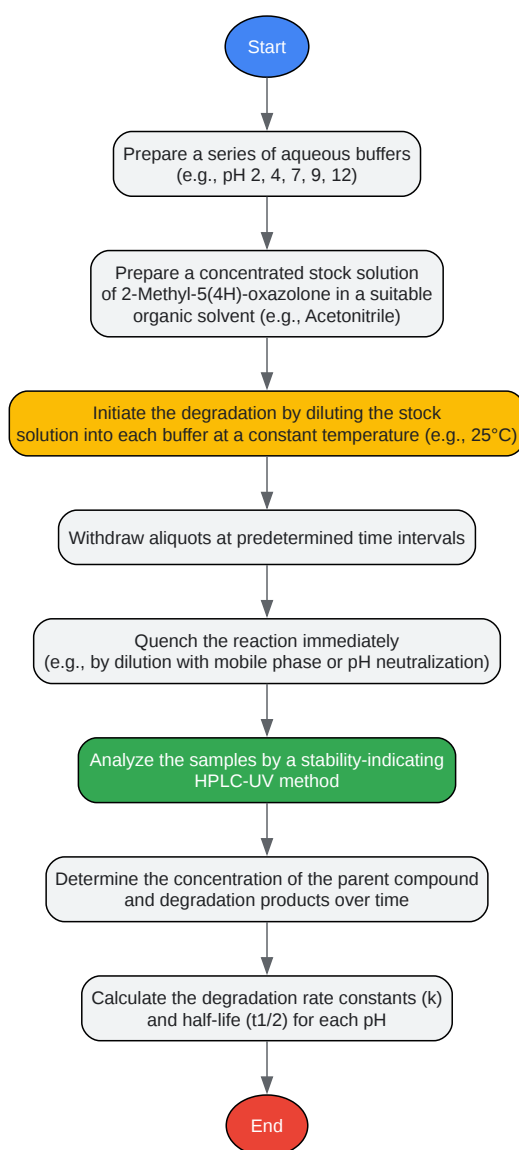 Start
Prepare a series of aqueous buffers
(e.g., pH 2, 4, 7, 9, 12)
Prepare a concentrated stock solution
of 2-Methyl-5(4H)-oxazolone in a suitable
organic solvent (e.g., Acetonitrile)
Initiate the degradation by diluting the stock
solution into each buffer at a constant temperature (e.g., 25°C)
Withdraw aliquots at predetermined time intervals
Quench the reaction immediately
(e.g., by dilution with mobile phase or pH neutralization)
Analyze the samples by a stability-indicating
HPLC-UV method
Determine the concentration of the parent compound
and degradation products over time
Calculate the degradation rate constants (k)
and half-life (t1/2) for each pH
End